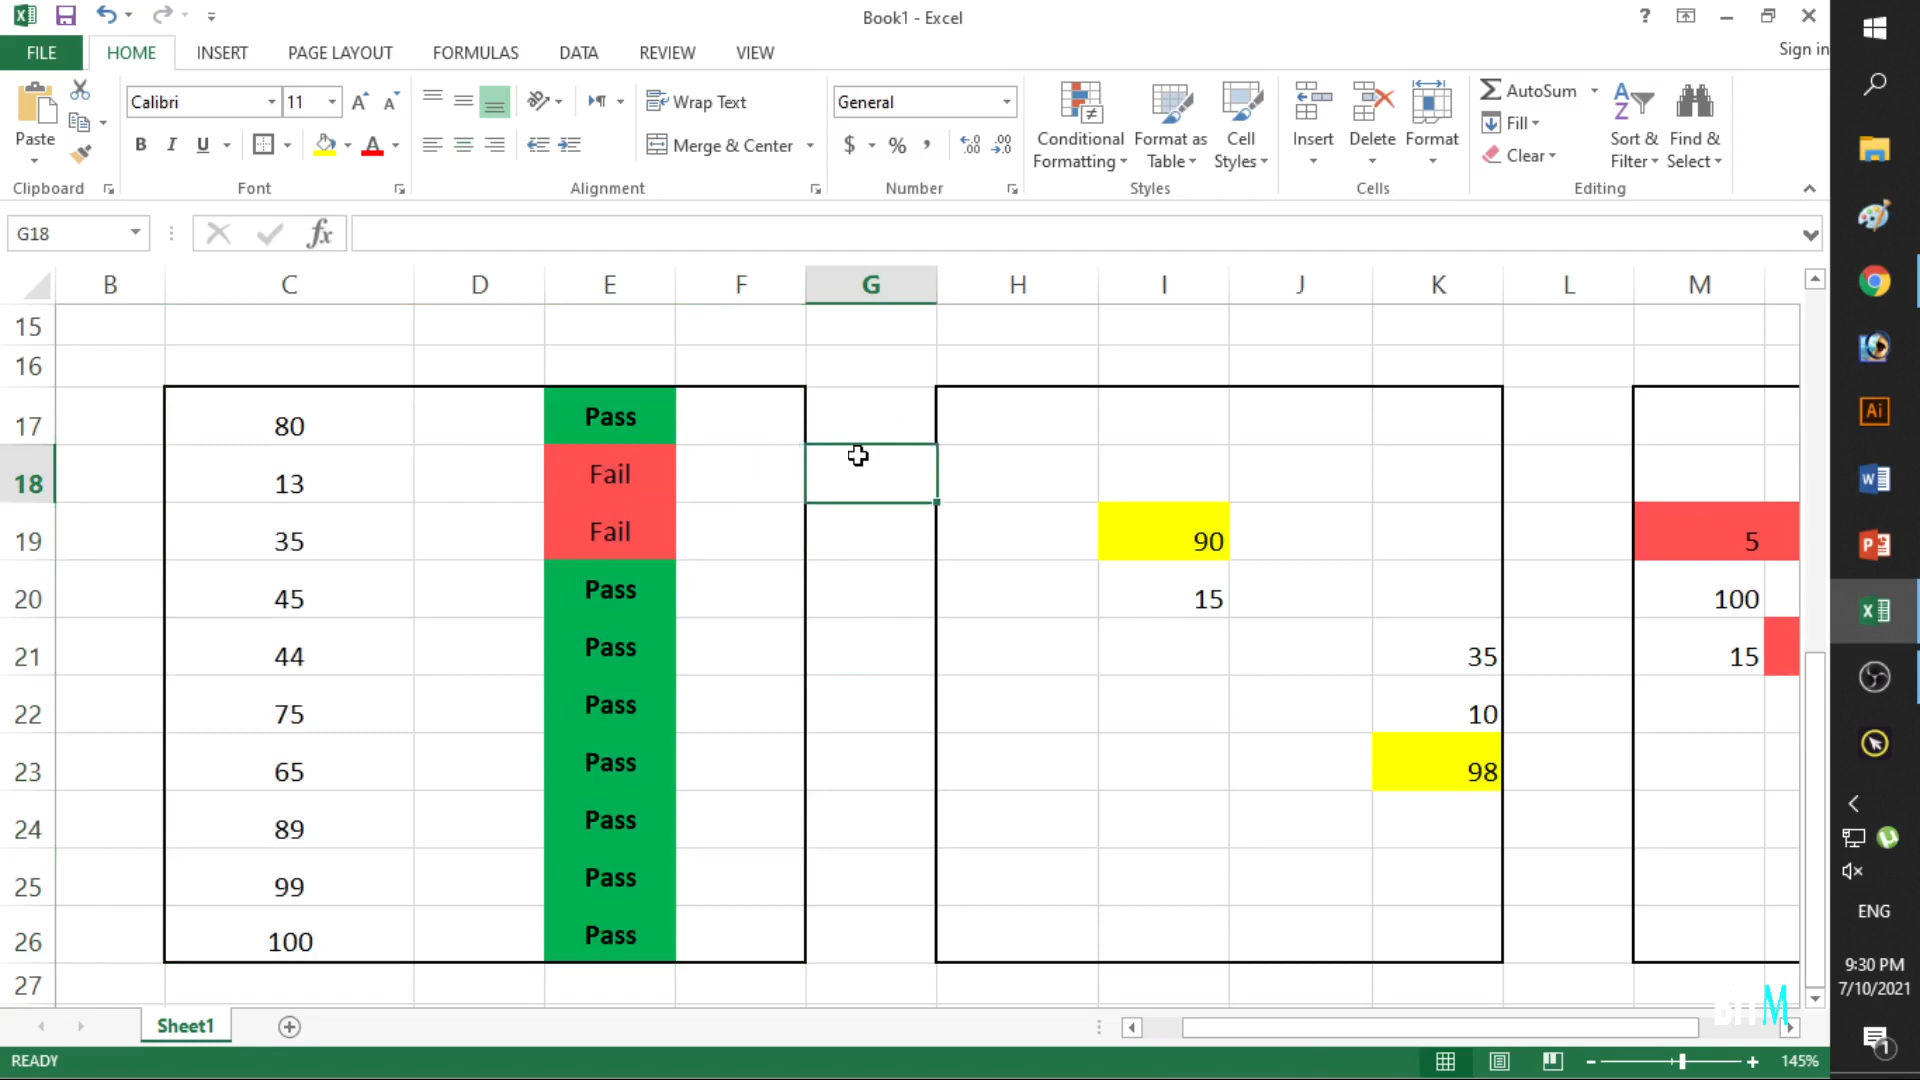 Book1 - Excel
?
FILE HOME INSERT PAGE LAYOUT FORMULAS DATA REVIEW VIEW Sign in
Paste
Clipboard
Calibri 11 A A
B I U A
Font
Wrap Text
Merge & Center
Alignment
General
$ % , .00 .00
Number
Conditional Formatting
Format as Table
Cell Styles
Styles
Insert Delete Format
Cells
AutoSum
Fill
Clear
Sort & Filter
Find & Select
Editing
G18 fx
B C D E F G H I J K L M
15
16
17 80 Pass
18 13 Fail
19 35 Fail 90 5
20 45 Pass 15 100
21 44 Pass 35 15
22 75 Pass 10
23 65 Pass 98
24 89 Pass
25 99 Pass
26 100 Pass
27
Sheet1
READY 145%
Ai
ENG
9:30 PM
7/10/2021
1